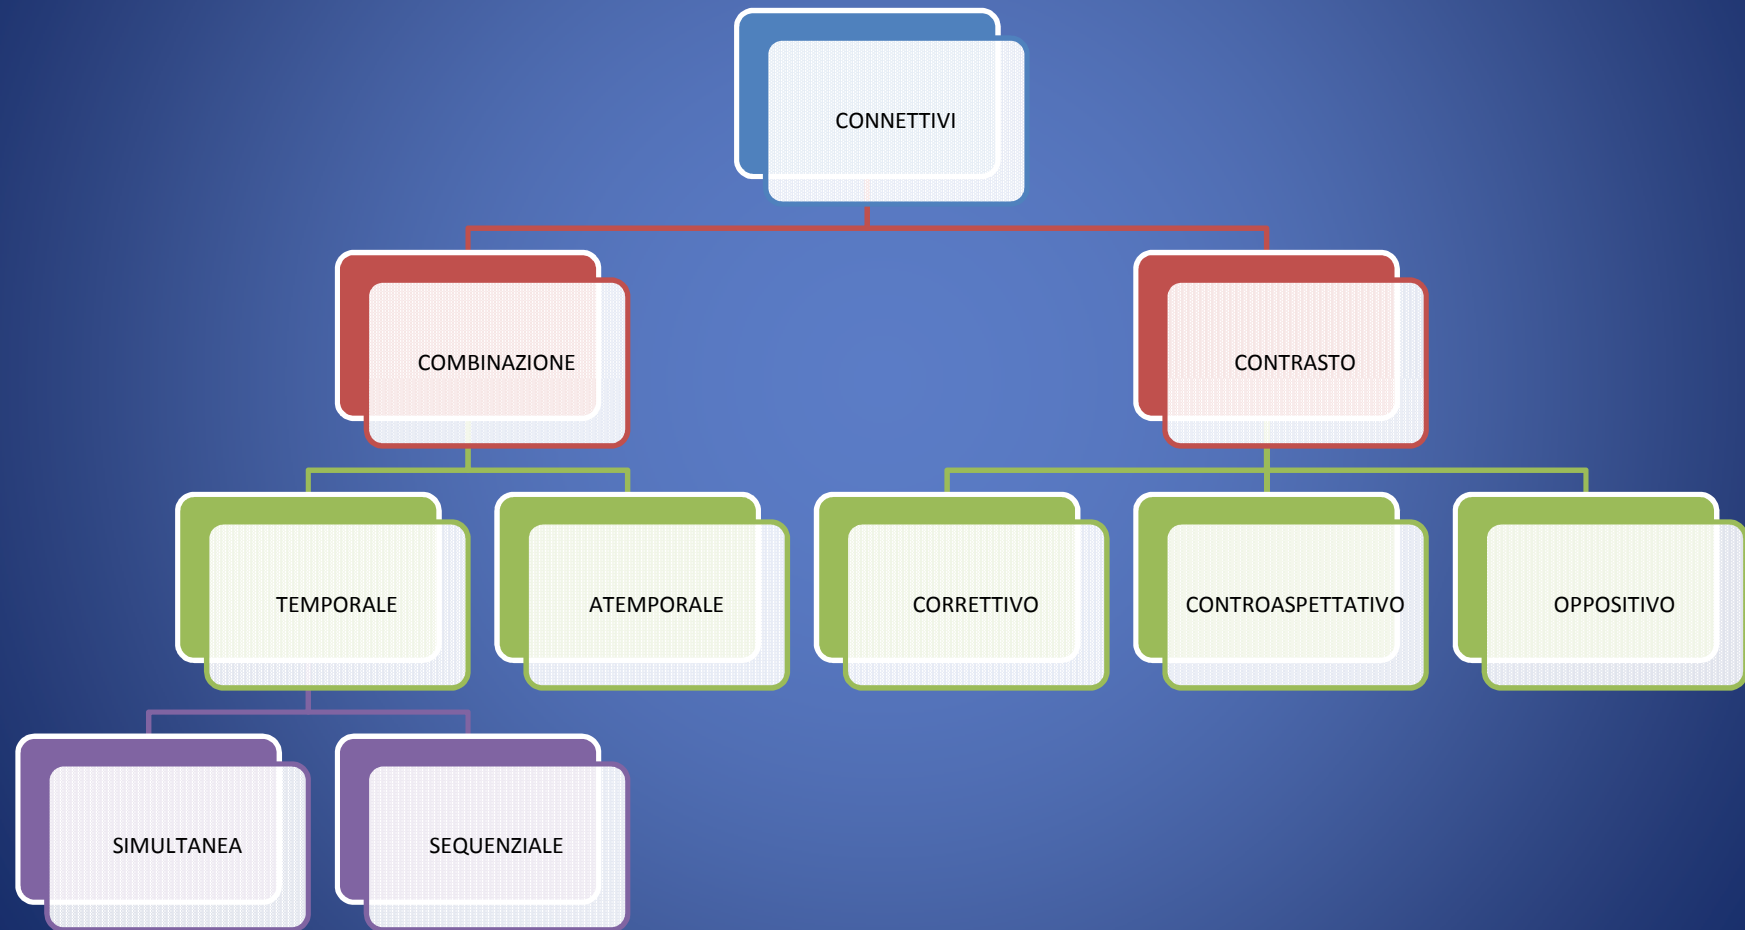 CONNETTIVI
COMBINAZIONE
CONTRASTO
TEMPORALE
ATEMPORALE
CORRETTIVO
CONTROASPETTATIVO
OPPOSITIVO
SIMULTANEA
SEQUENZIALE